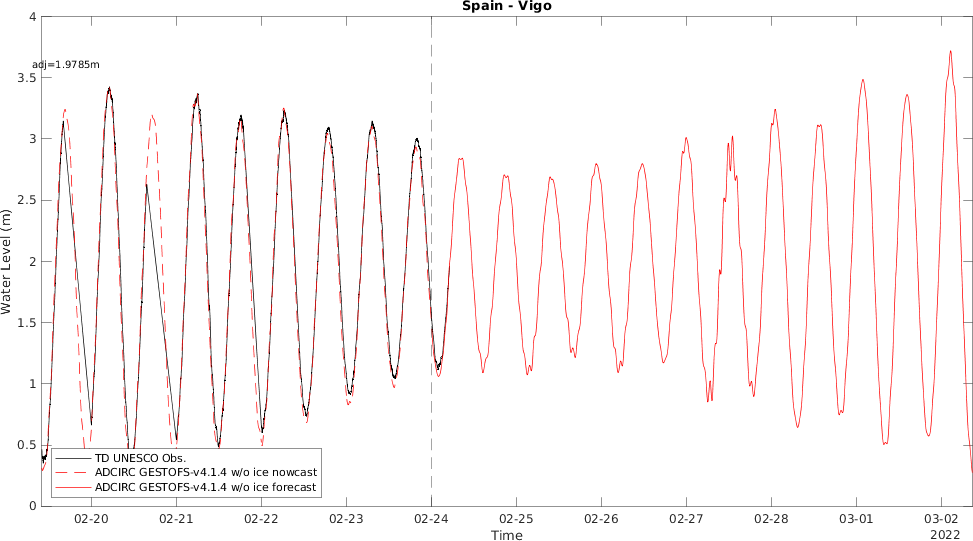 Spain - Vigo
adj=1.9785m
Water Level (m)
4
3.5
3
2.5
2
1.5
1
0.5
0
TD UNESCO Obs.
ADCIRC GESTOFS-v4.1.4 w/o ice nowcast
ADCIRC GESTOFS-v4.1.4 w/o ice forecast
02-20 02-21 02-22 02-23 02-24 02-25 02-26 02-27 02-28 03-01 03-02
Time
2022